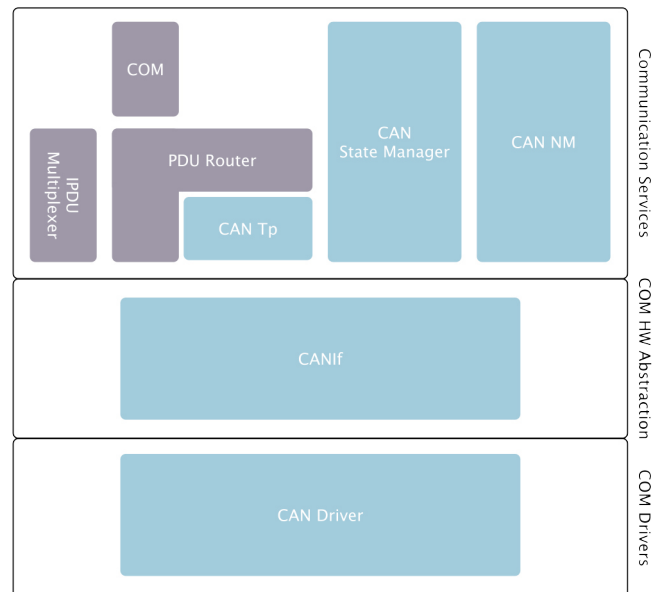 COM
CAN
State Manager
CAN NM
IPDU
Multiplexer
PDU Router
CAN Tp
Communication Services
CANIf
COM HW Abstraction
CAN Driver
COM Drivers